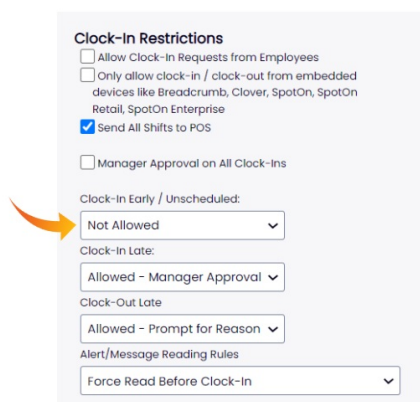 Clock-In Restrictions
Allow Clock-In Requests from Employees
Only allow clock-in / clock-out from embedded
devices like Breadcrumb, Clover, SpotOn, SpotOn
Retail, SpotOn Enterprise
Send All Shifts to POS
Manager Approval on All Clock-Ins
Clock-In Early / Unscheduled:
Not Allowed
Clock-In Late:
Allowed - Manager Approval
Clock-Out Late
Allowed - Prompt for Reason
Alert/Message Reading Rules
Force Read Before Clock-In